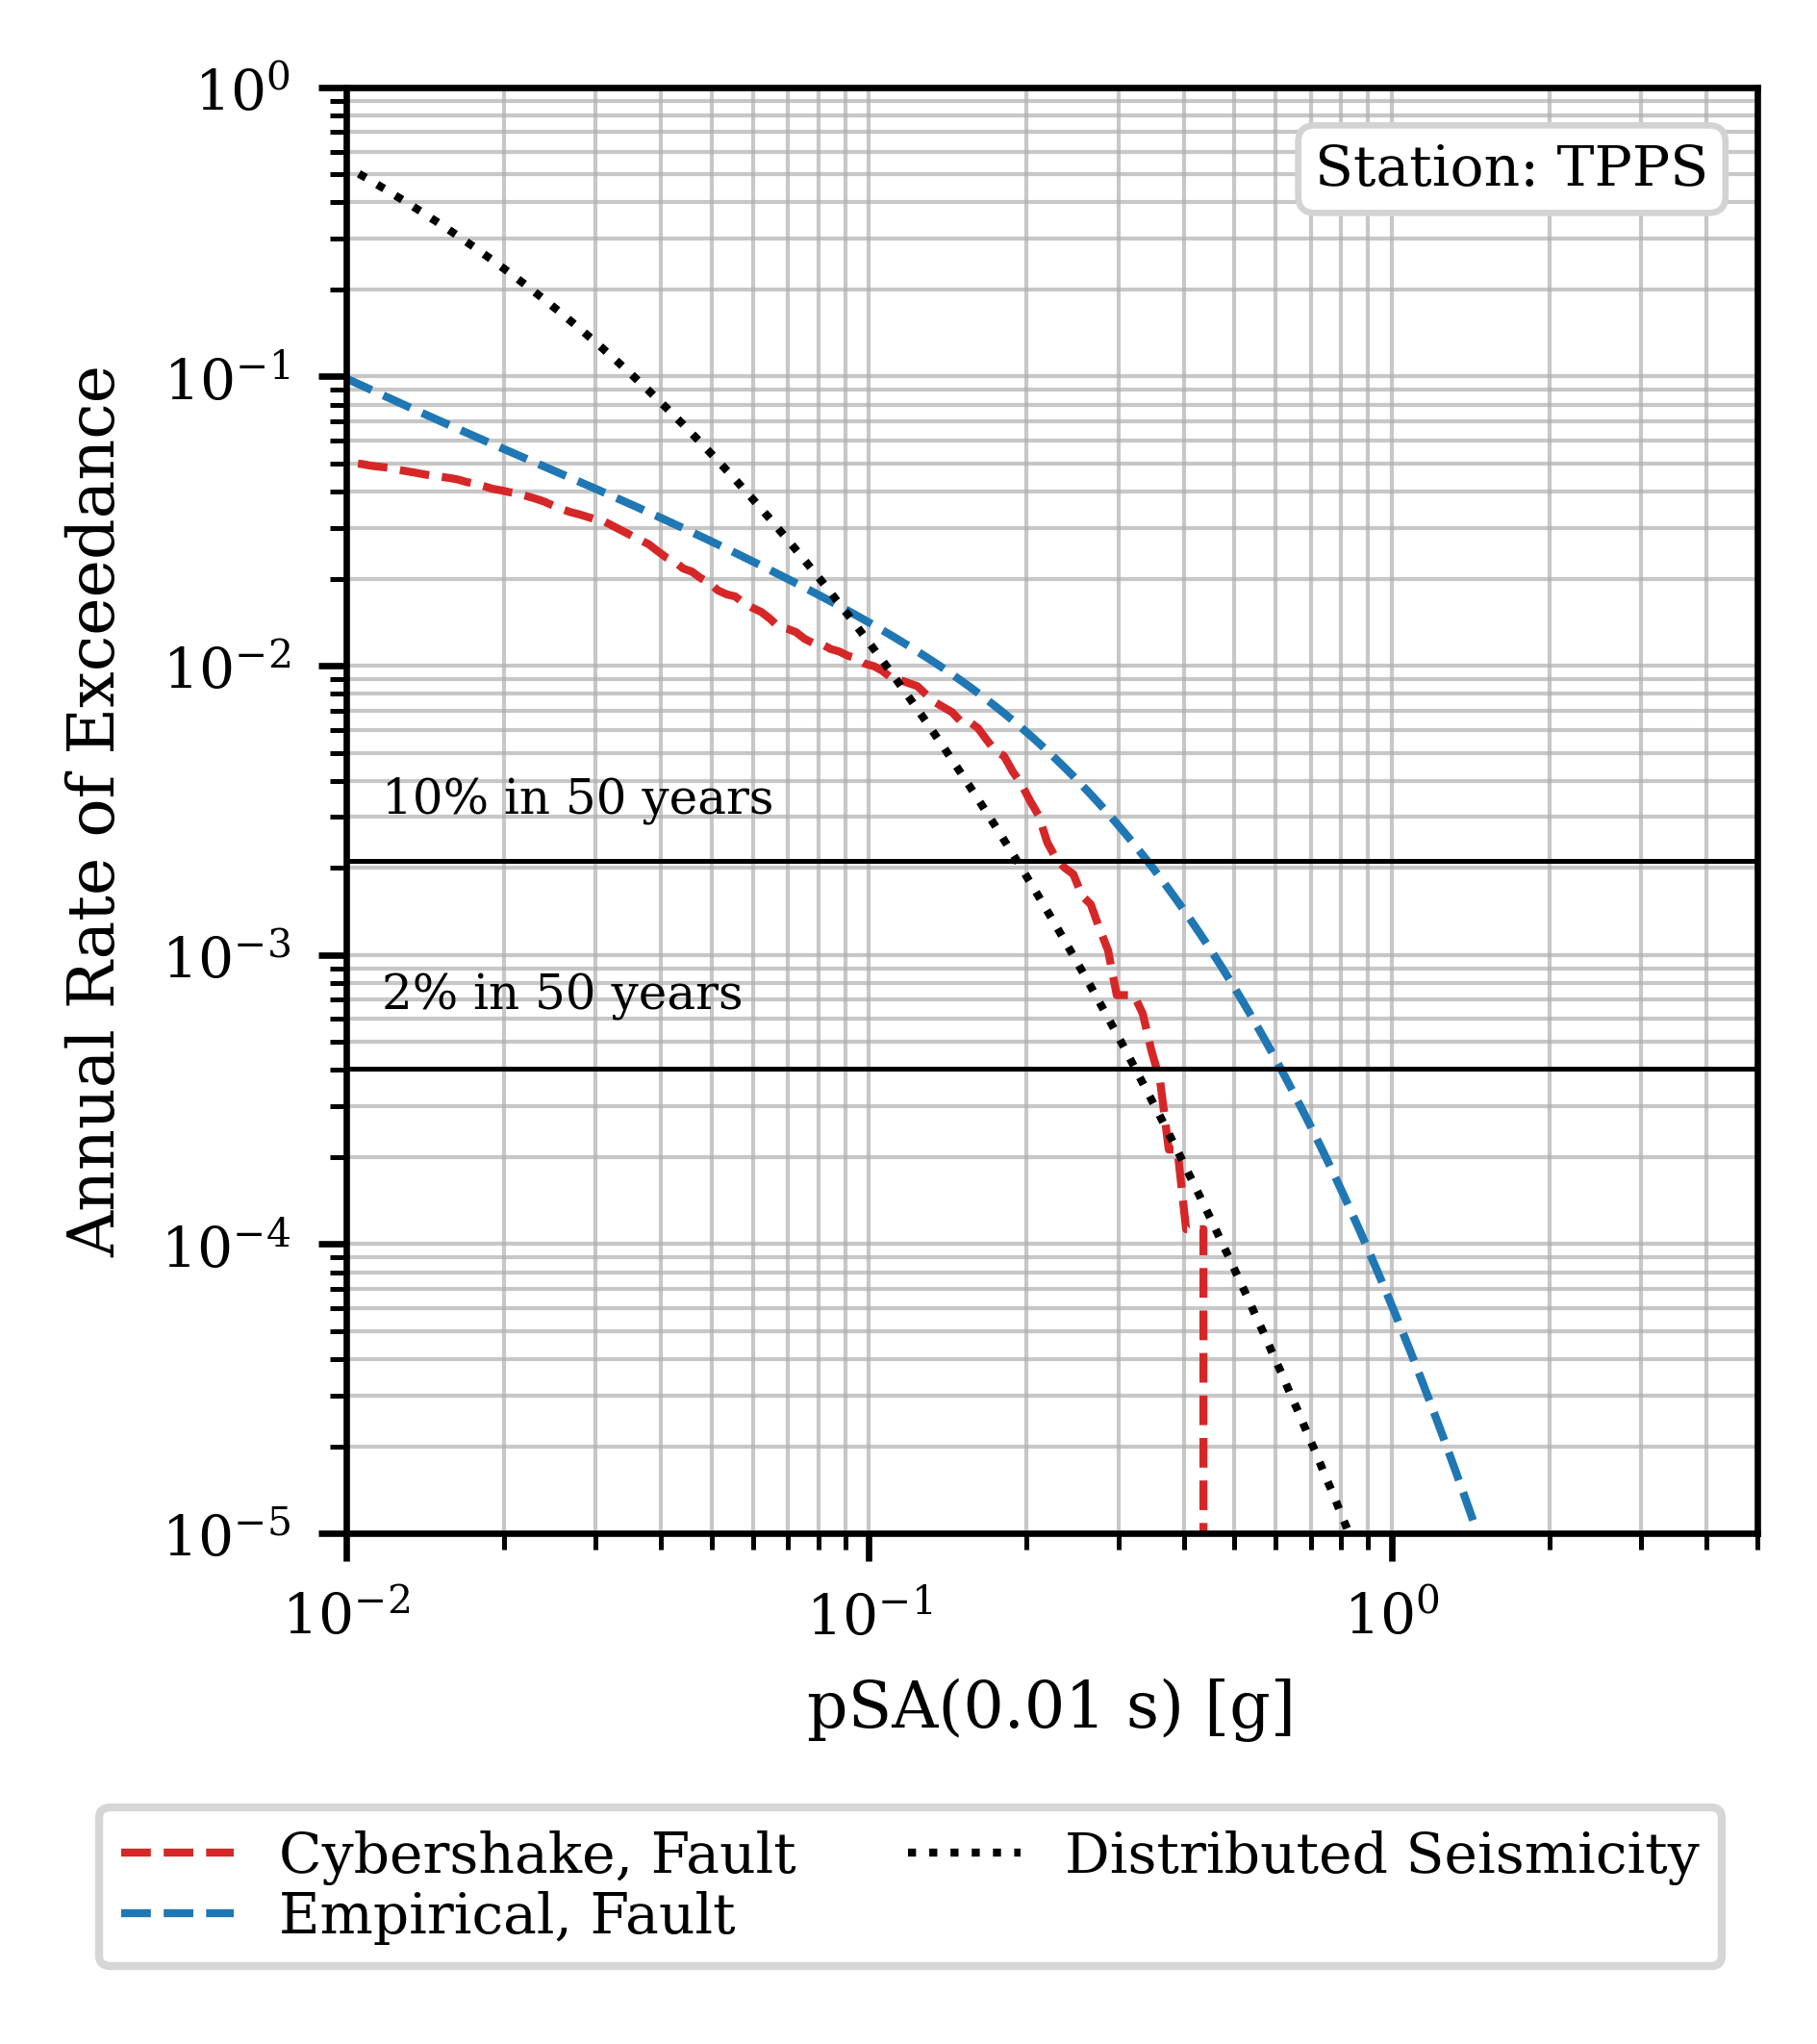 Station: TPPS
Annual Rate of Exceedance
10⁰
10⁻¹
10⁻²
10⁻³
10⁻⁴
10⁻⁵
10% in 50 years
2% in 50 years
10⁻²
10⁻¹
10⁰
pSA(0.01 s) [g]
Cybershake, Fault
Empirical, Fault
Distributed Seismicity